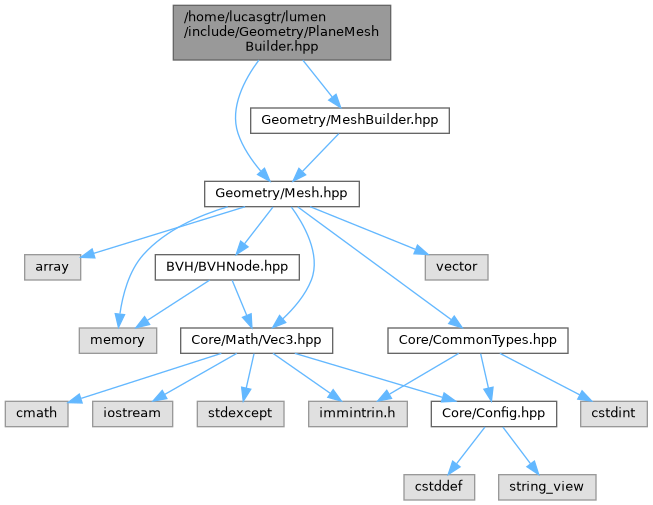 /home/lucasgtr/lumen
/include/Geometry/PlaneMesh
Builder.hpp
Geometry/MeshBuilder.hpp
Geometry/Mesh.hpp
array
BVH/BVHNode.hpp
vector
memory
Core/Math/Vec3.hpp
Core/CommonTypes.hpp
cmath
iostream
stdexcept
immintrin.h
Core/Config.hpp
cstdint
cstddef
string_view